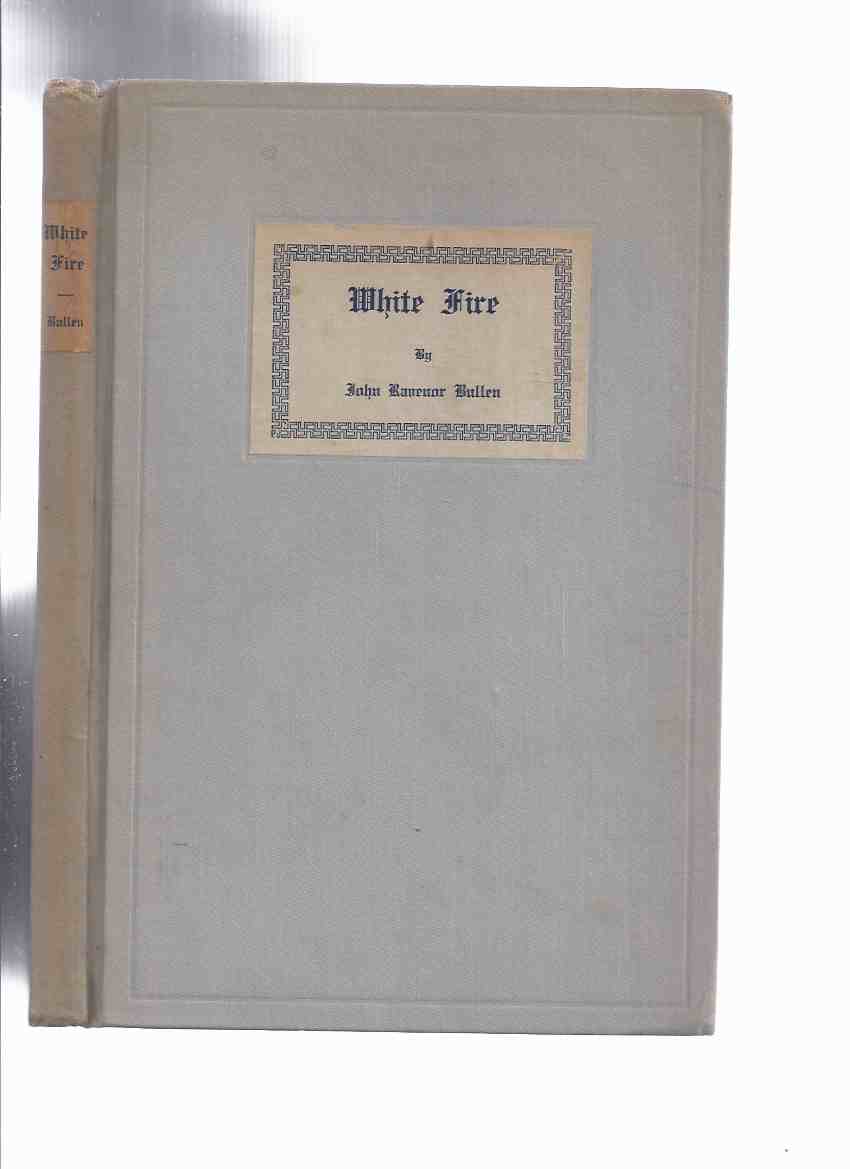 White
Fire
—
Bullen
White Fire
By
John Ravenor Bullen